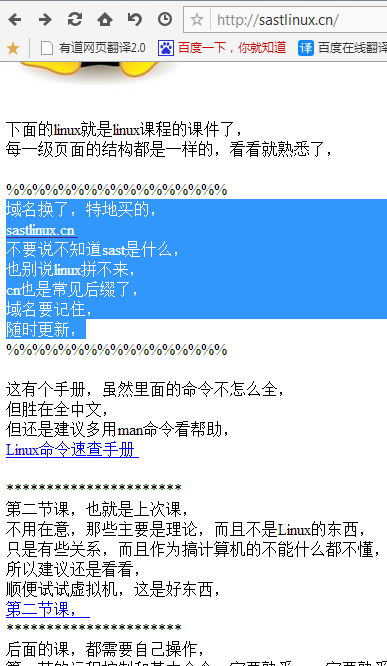 http://sastlinux.cn/
有道网页翻译2.0 百度一下，你就知道 百度在线翻译
下面的linux就是linux课程的课件了，
每一级页面的结构都是一样的，看看就熟悉了，
%%%%%%%%%%%%%%%%%
域名换了，特地买的，
sastlinux.cn
不要说不知道sast是什么，
也别说linux拼不来，
cn也是常见后缀了，
域名要记住，
随时更新，
%%%%%%%%%%%%%%%%%
这有个手册，虽然里面的命令不怎么全，
但胜在全中文，
但还是建议多用man命令看帮助，
Linux命令速查手册
**********************
第二节课，也就是上次课，
不用在意，那些主要是理论，而且不是Linux的东西，
只是有些关系，而且作为搞计算机的不能什么都不懂，
所以建议还是看看，
顺便试试虚拟机，这是好东西，
第二节课，
**********************
后面的课，都需要自己操作，